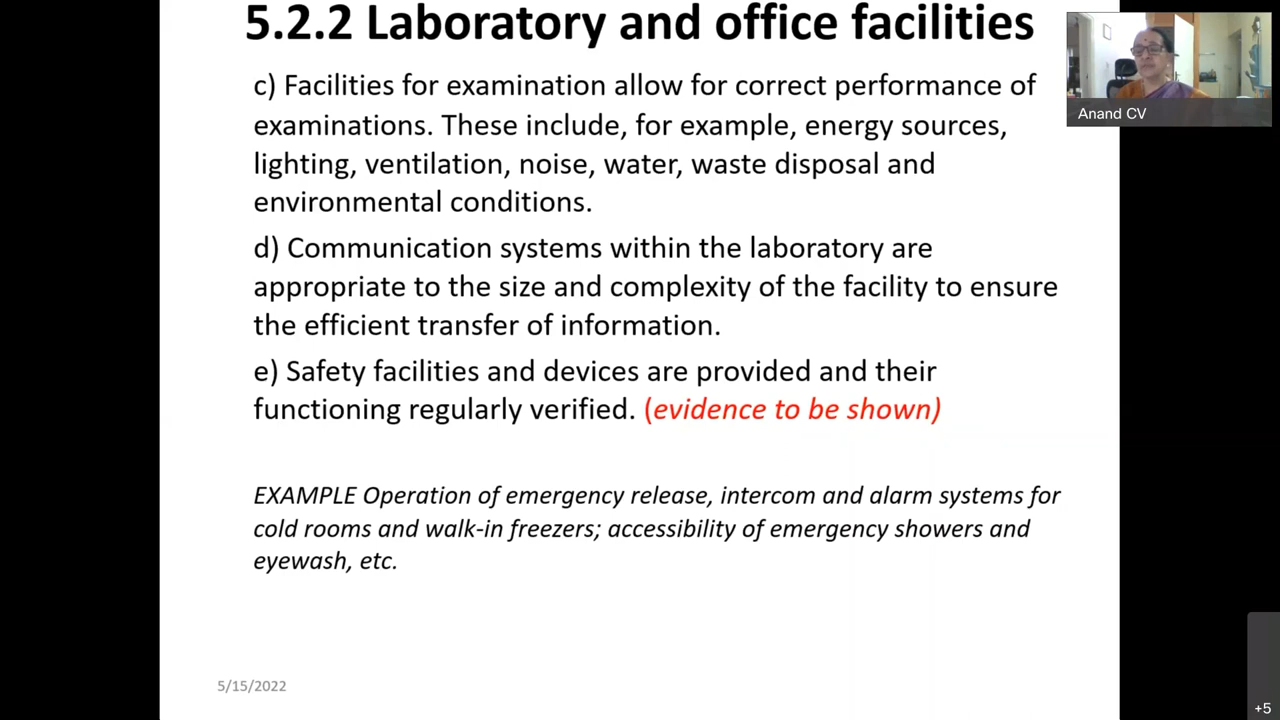 5.2.2 Laboratory and office facilities
Anand CV
c) Facilities for examination allow for correct performance of
examinations. These include, for example, energy sources,
lighting, ventilation, noise, water, waste disposal and
environmental conditions.
d) Communication systems within the laboratory are
appropriate to the size and complexity of the facility to ensure
the efficient transfer of information.
e) Safety facilities and devices are provided and their
functioning regularly verified. (evidence to be shown)
EXAMPLE Operation of emergency release, intercom and alarm systems for
cold rooms and walk-in freezers; accessibility of emergency showers and
eyewash, etc.
5/15/2022
+5